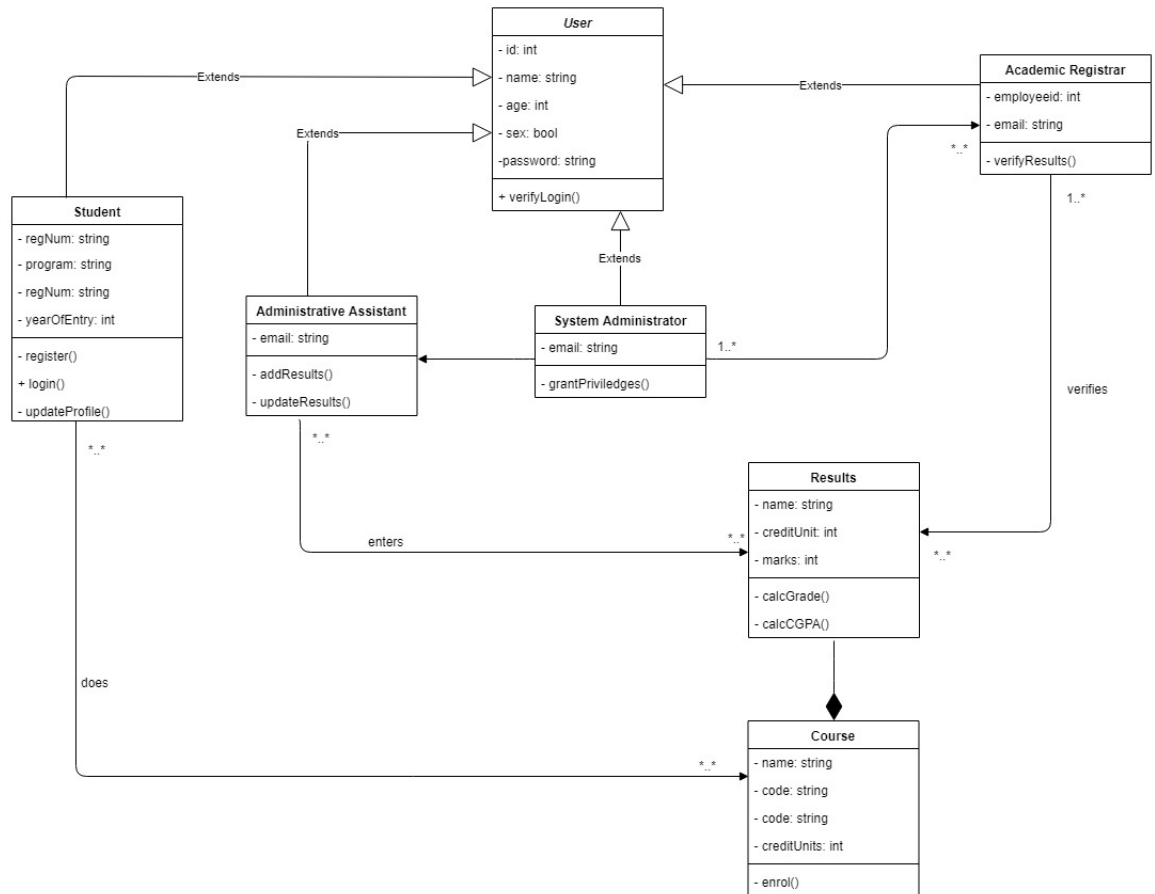 User
- id: int
- name: string
- age: int
- sex: bool
-password: string
+ verifyLogin()
Extends
Extends
Extends
Extends
Academic Registrar
- employeeid: int
- email: string
- verifyResults()
*..*
1..*
Student
- regNum: string
- program: string
- regNum: string
- yearOfEntry: int
- register()
+ login()
- updateProfile()
*..*
Administrative Assistant
- email: string
- addResults()
- updateResults()
*..*
System Administrator
- email: string
- grantPriviledges()
1..*
verifies
enters
*..*
Results
- name: string
- creditUnit: int
- marks: int
- calcGrade()
- calcCGPA()
*..*
does
*..*
Course
- name: string
- code: string
- code: string
- creditUnits: int
- enrol()